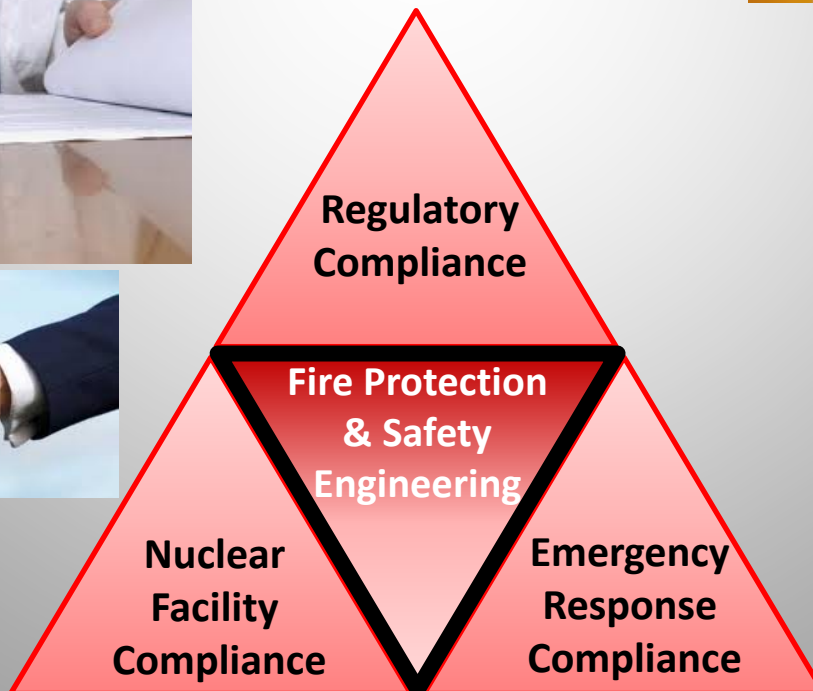 Regulatory
Compliance
Fire Protection
& Safety
Engineering
Nuclear
Facility
Compliance
Emergency
Response
Compliance